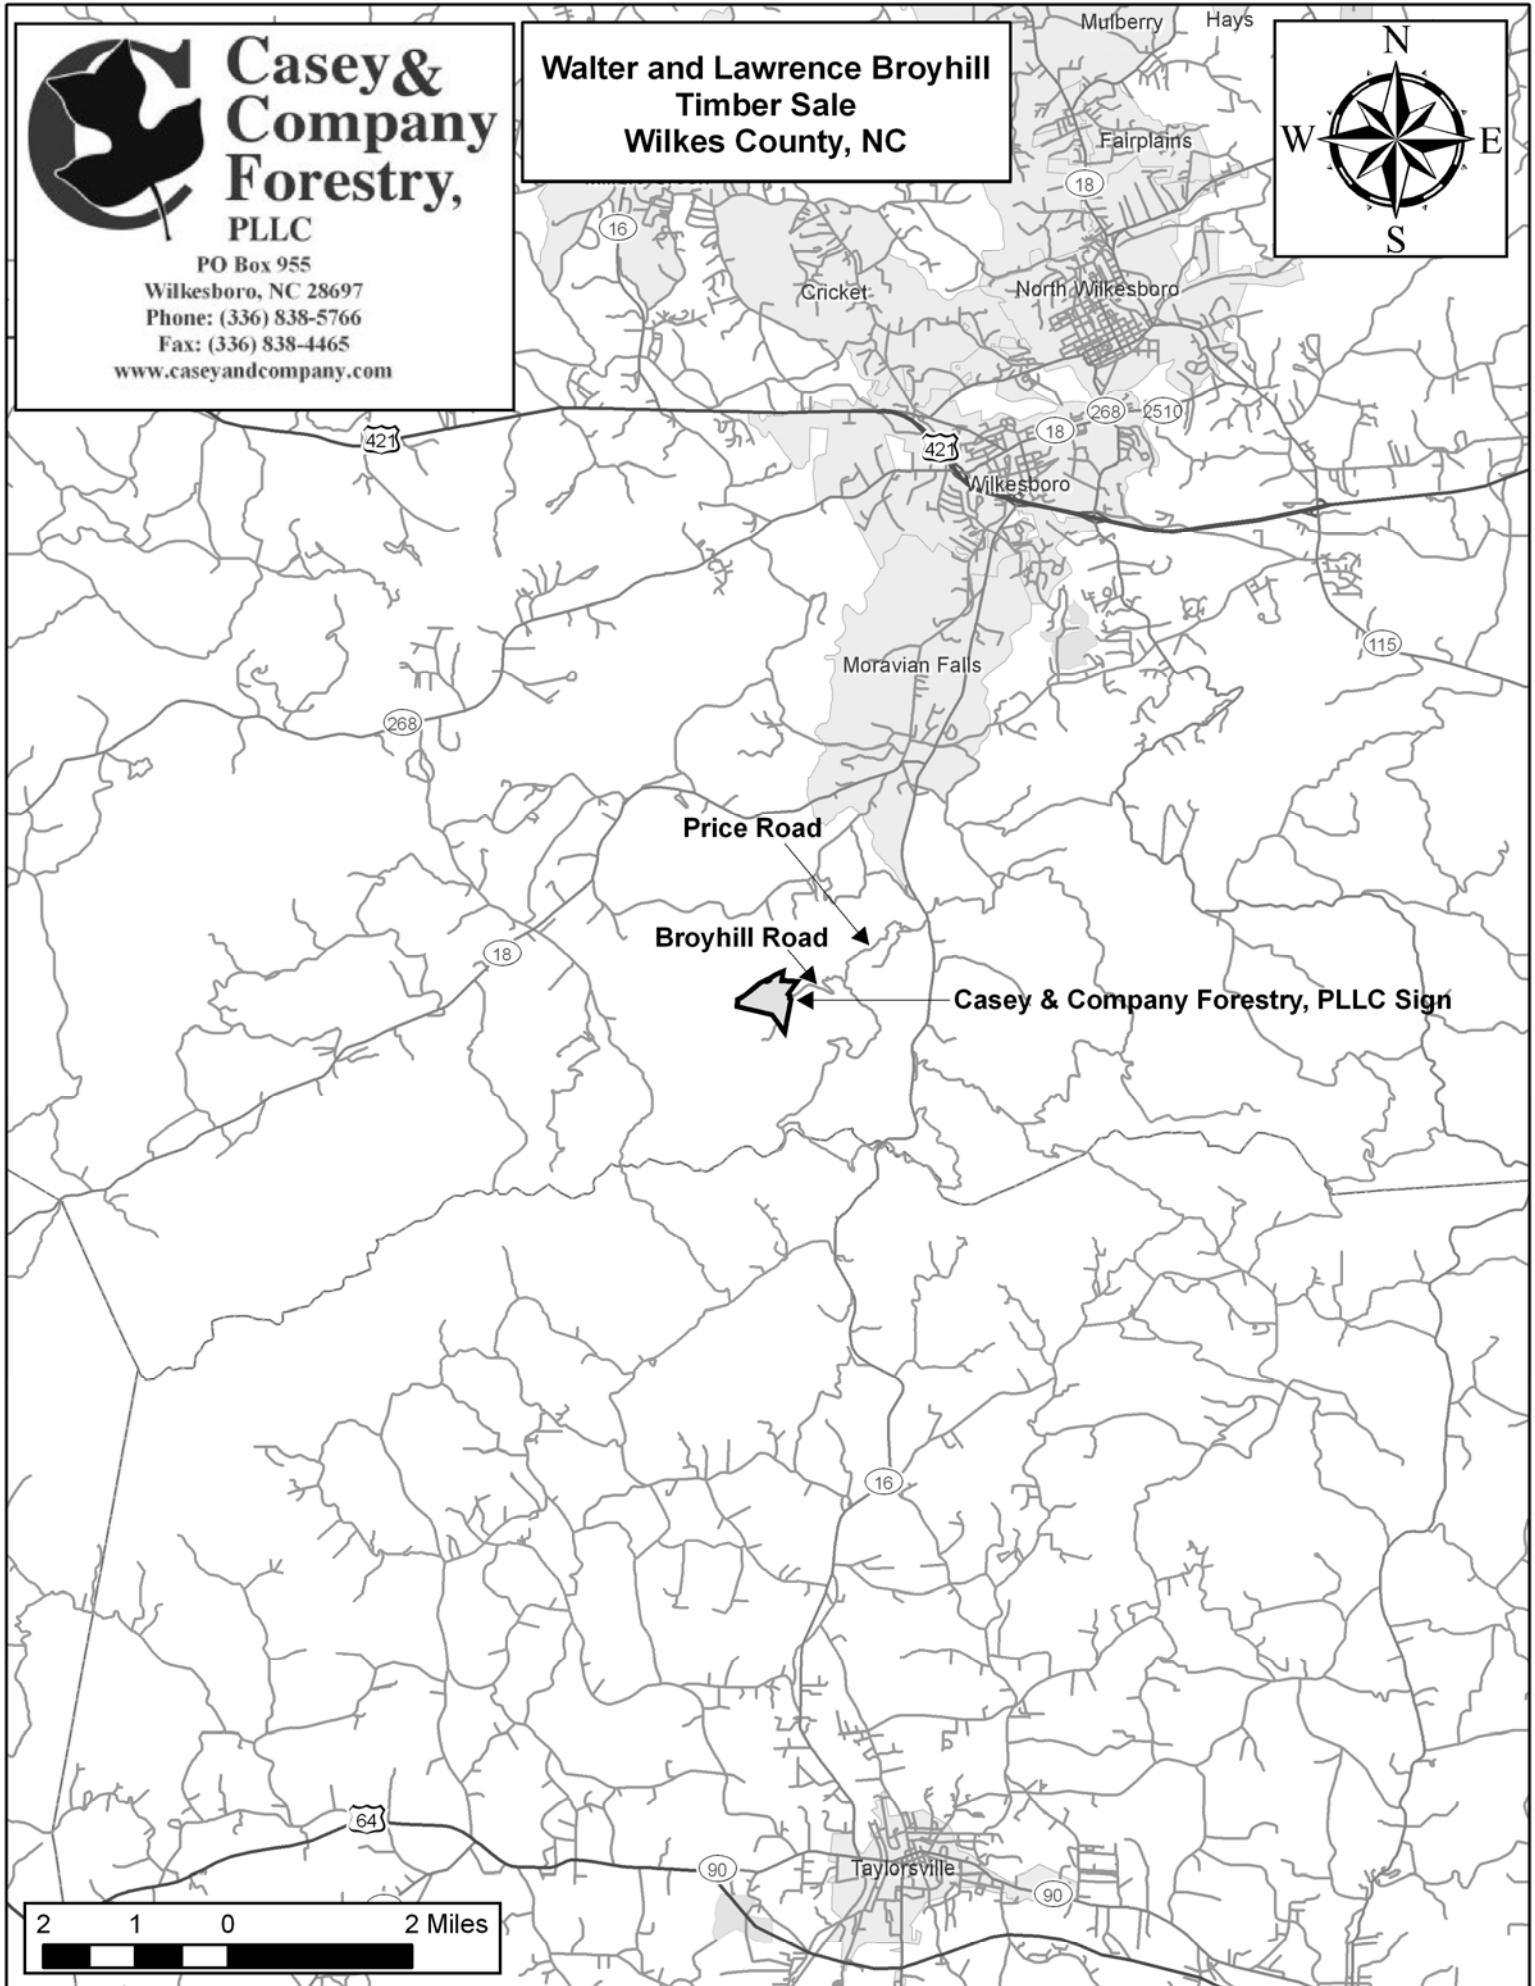 Casey &
Company
Forestry,
PLLC
PO Box 955
Wilkesboro, NC 28697
Phone: (336) 838-5766
Fax: (336) 838-4465
www.caseyandcompany.com
Walter and Lawrence Broyhill
Timber Sale
Wilkes County, NC
N
W
E
S
Mulberry
Hays
Fairplains
18
16
Cricket
North Wilkesboro
268
2510
18
421
421
Wilkesboro
115
Moravian Falls
268
Price Road
Broyhill Road
18
Casey & Company Forestry, PLLC Sign
16
64
90
Taylorsville
90
2 1 0 2 Miles